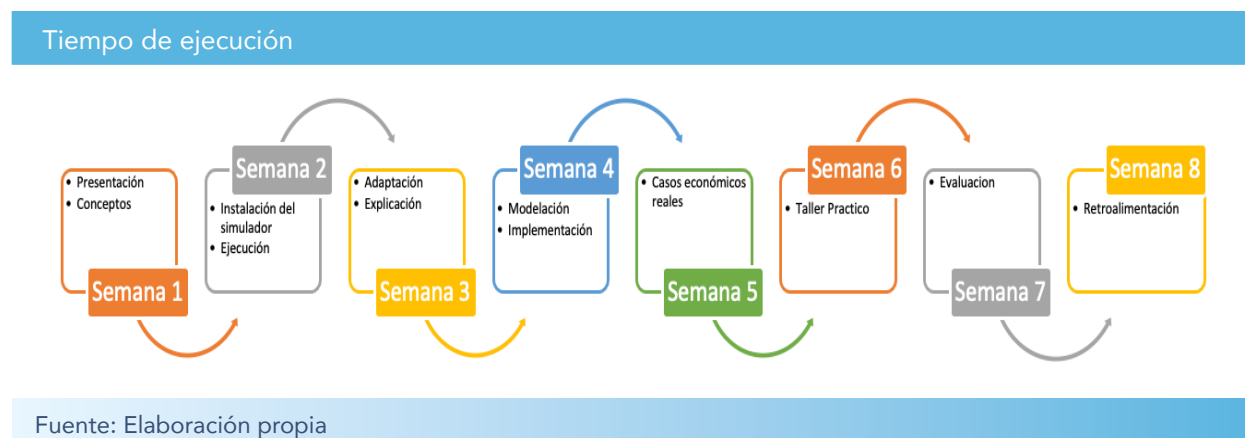 Tiempo de ejecución
• Presentación
• Conceptos
Semana 1
Semana 2
• Instalación del
simulador
• Ejecución
• Adaptación
• Explicación
Semana 3
Semana 4
• Modelación
• Implementación
• Casos económicos
reales
Semana 5
Semana 6
• Taller Practico
• Evaluacion
Semana 7
Semana 8
• Retroalimentación
Fuente: Elaboración propia